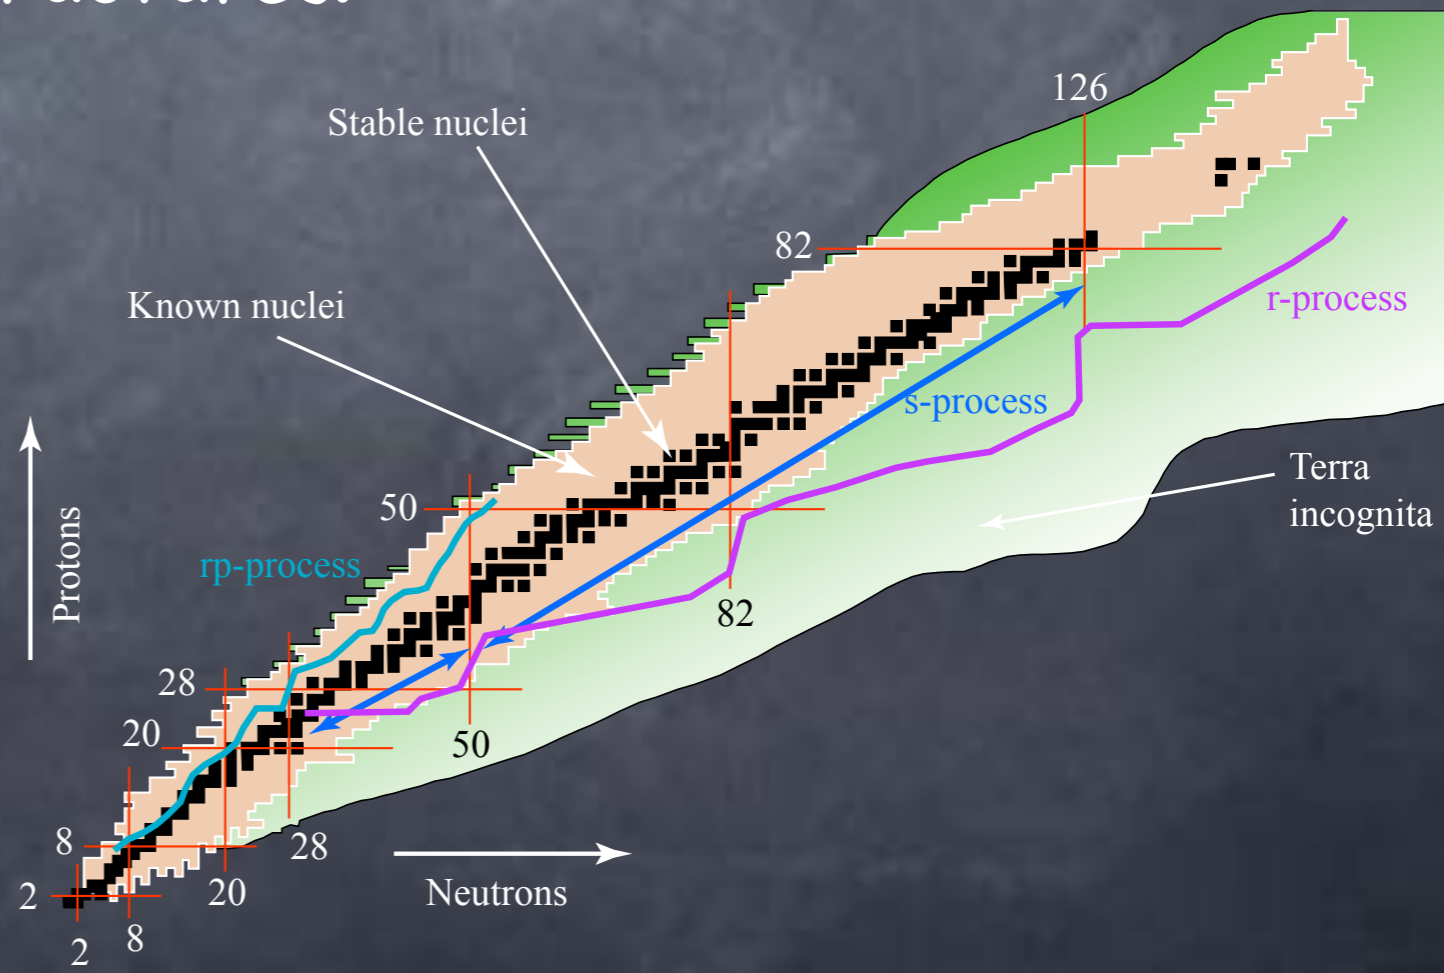 126
Stable nuclei
82
Known nuclei
r-process
s-process
Terra
incognita
50
rp-process
Protons
82
28
20
50
8
28
Neutrons
2
20
8
2